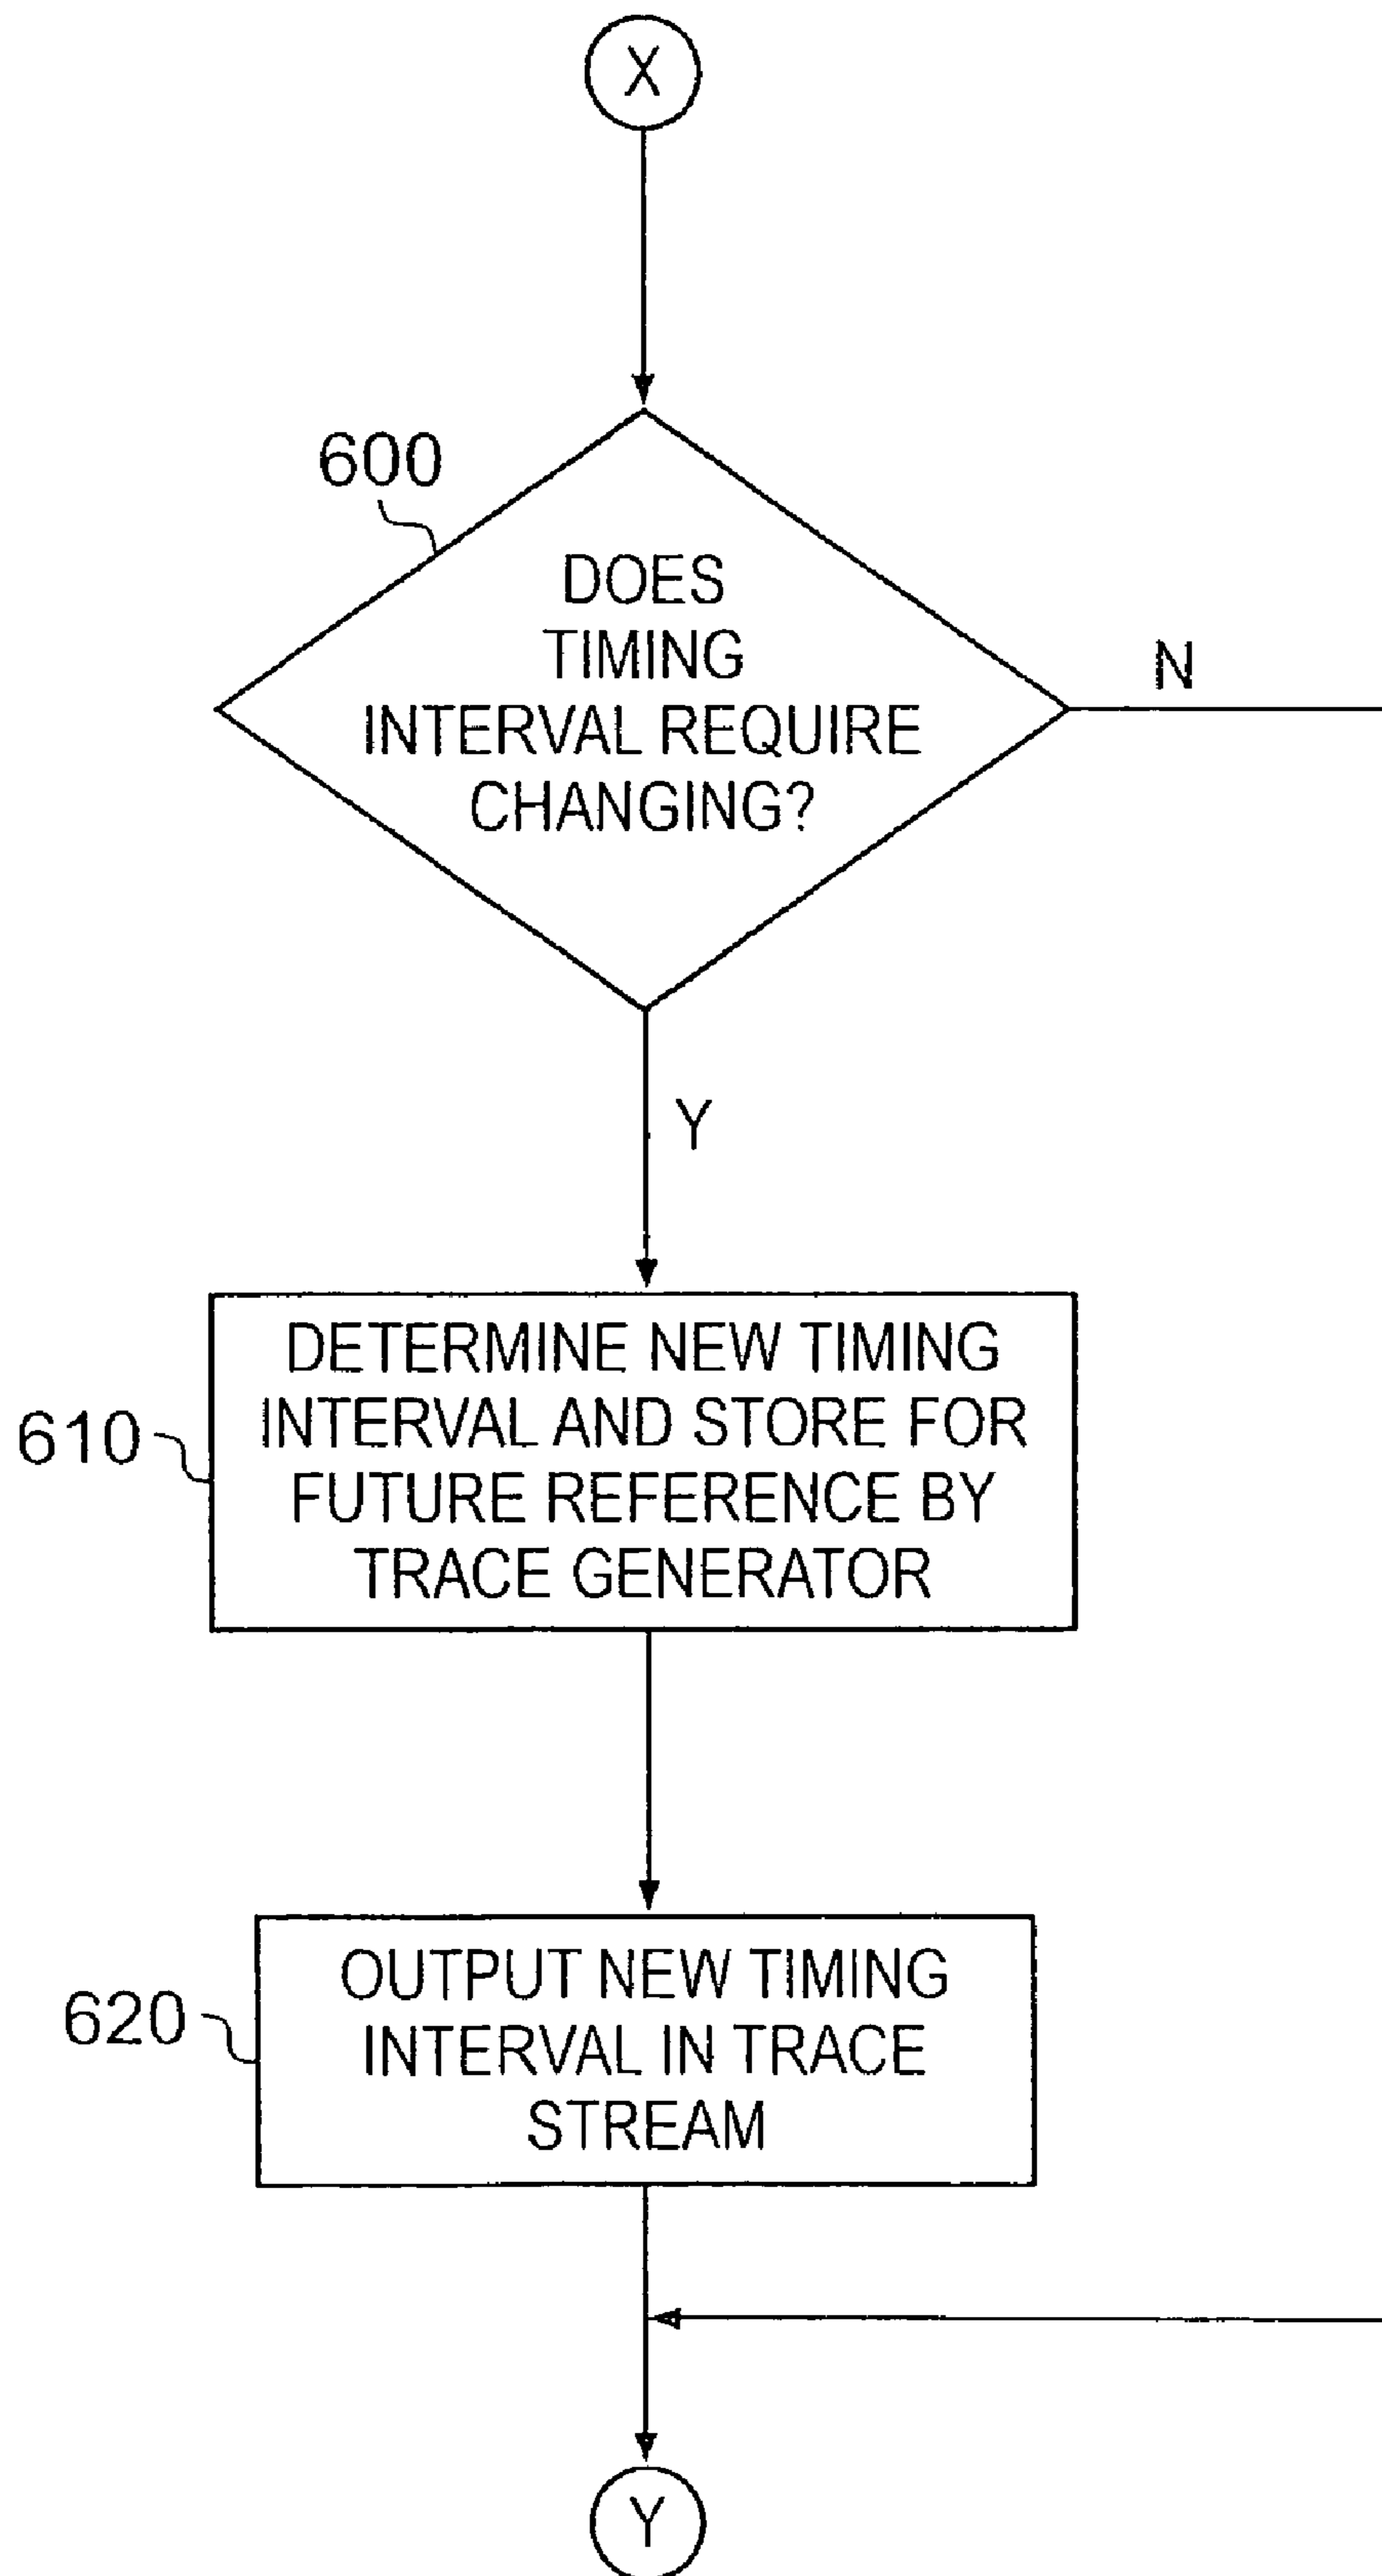 X
600
DOES
TIMING
INTERVAL REQUIRE
CHANGING?
N
Y
610
DETERMINE NEW TIMING
INTERVAL AND STORE FOR
FUTURE REFERENCE BY
TRACE GENERATOR
620
OUTPUT NEW TIMING
INTERVAL IN TRACE
STREAM
Y